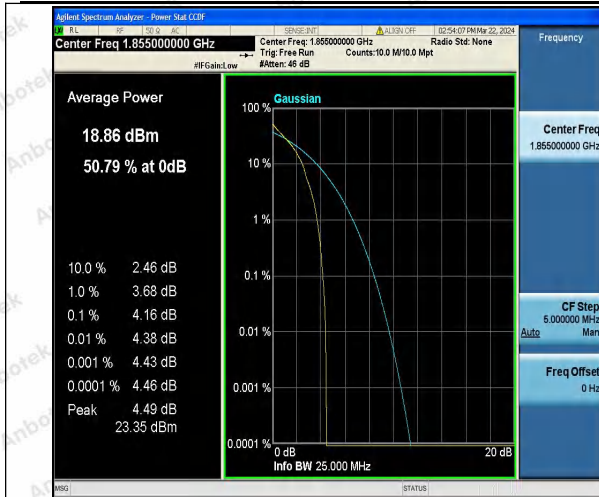 Agilent Spectrum Analyzer - Power Stat CCDF
RL RF 50 Ω AC SENSE:INT ALIGN OFF 02:54:07 PM Mar 22, 2024
Center Freq 1.855000000 GHz
Center Freq: 1.855000000 GHz
Radio Std: None
Trig: Free Run
Counts:10.0 M/10.0 Mpt
#IFGain:Low
#Atten: 46 dB
Frequency
Average Power
18.86 dBm
50.79 % at 0dB
10.0 % 2.46 dB
1.0 % 3.68 dB
0.1 % 4.16 dB
0.01 % 4.38 dB
0.001 % 4.43 dB
0.0001 % 4.46 dB
Peak 4.49 dB
23.35 dBm
Gaussian
100 %
10 %
1 %
0.1 %
0.01 %
0.001 %
0.0001 %
0 dB
20 dB
Info BW 25.000 MHz
Center Freq
1.855000000 GHz
CF Step
5.000000 MHz
Auto Man
Freq Offset
0 Hz
MSG
STATUS